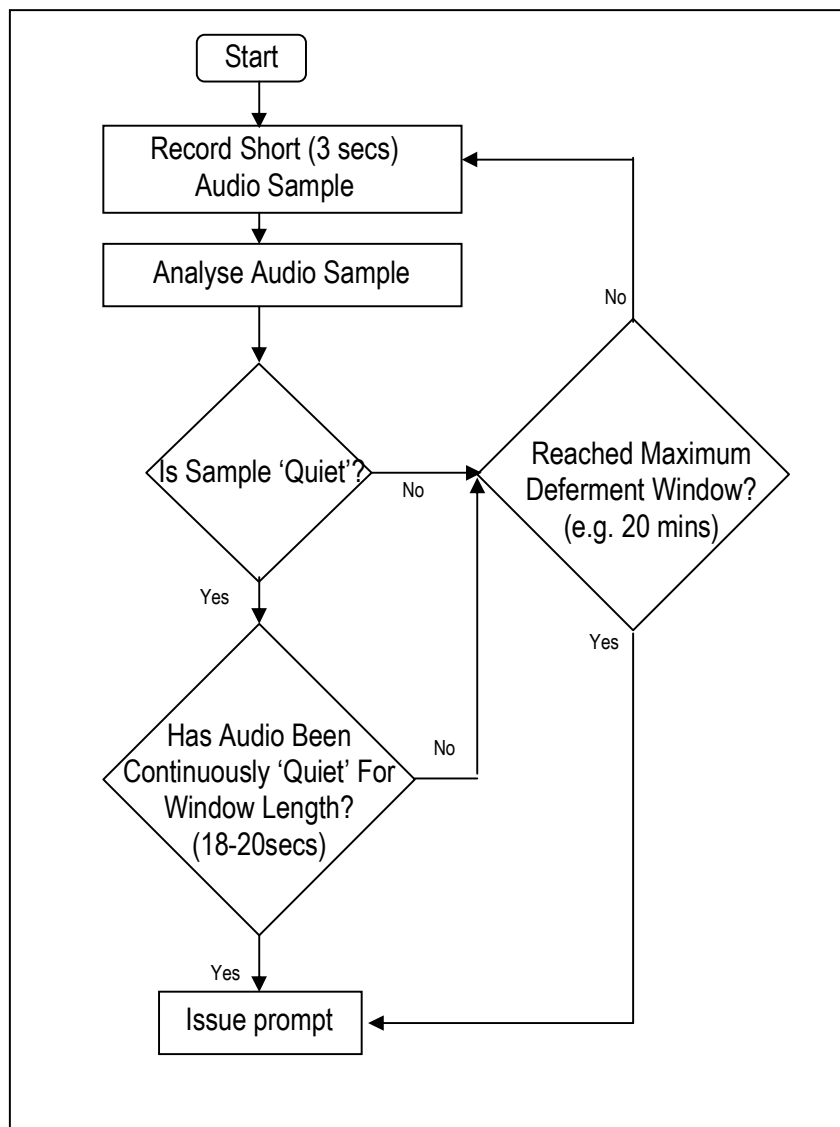 Start
Record Short (3 secs)
Audio Sample
Analyse Audio Sample
No
Is Sample ‘Quiet’?
No
Reached Maximum
Deferment Window?
(e.g. 20 mins)
Yes
Yes
Has Audio Been
Continuously ‘Quiet’ For
Window Length?
(18-20secs)
No
Yes
Issue prompt